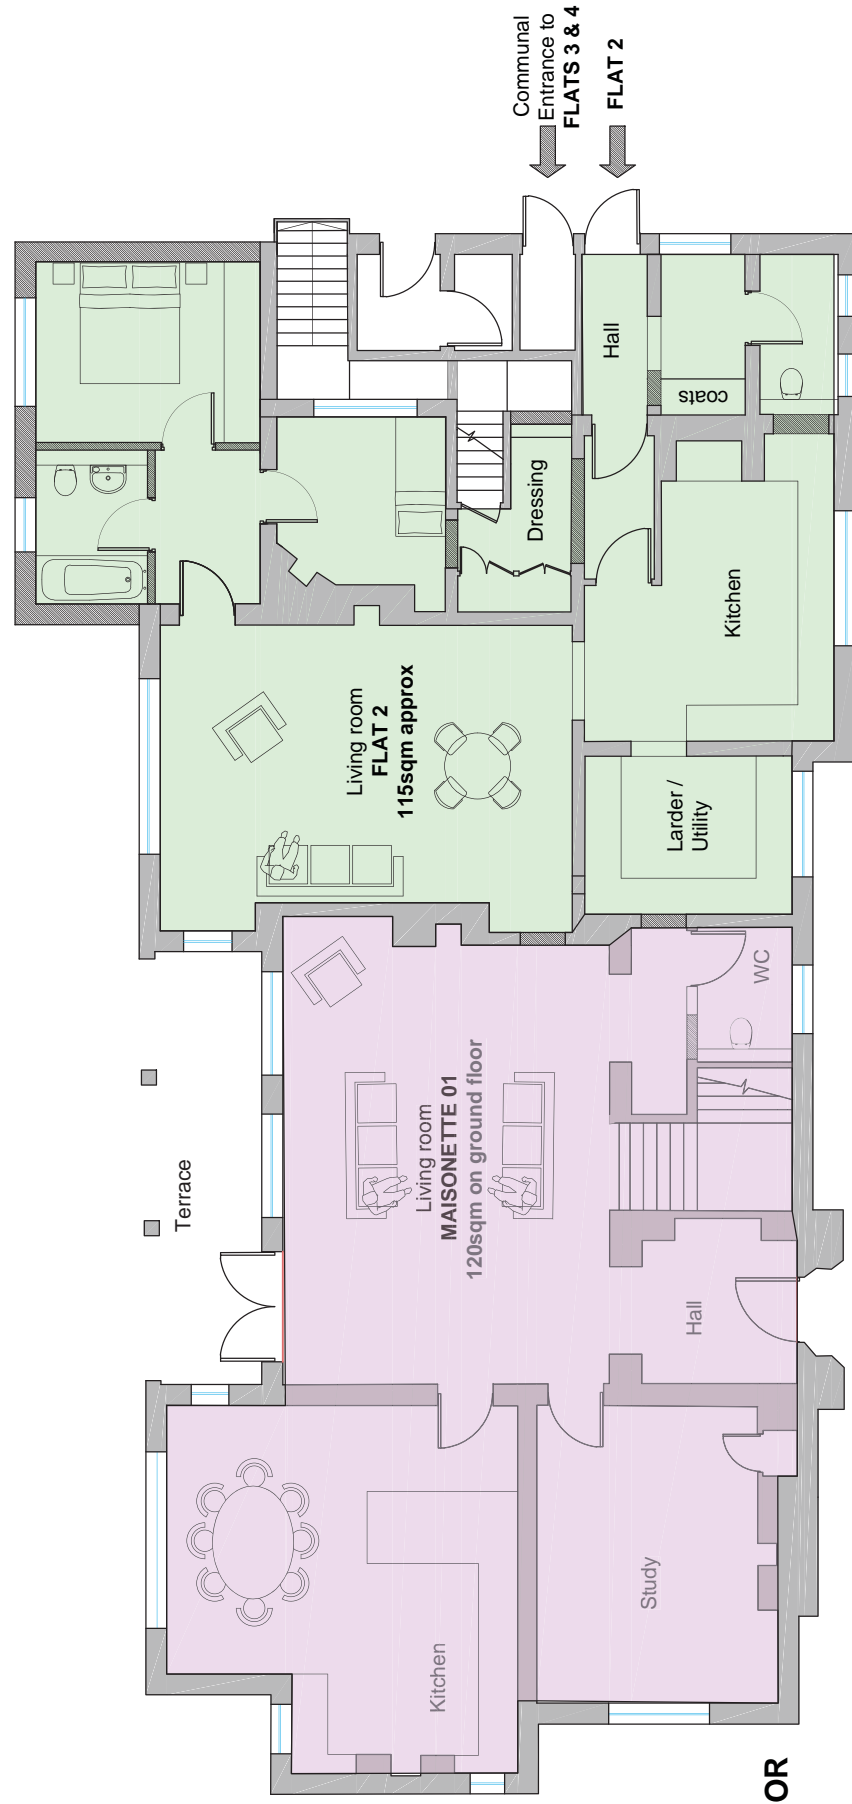 Communal
Entrance to
FLATS 3 & 4
FLAT 2
Hall
coats
Dressing
Kitchen
Living room
FLAT 2
115sqm approx
Larder /
Utility
WC
Living room
MAISONETTE 01
120sqm on ground floor
Terrace
Hall
Study
Kitchen
OR